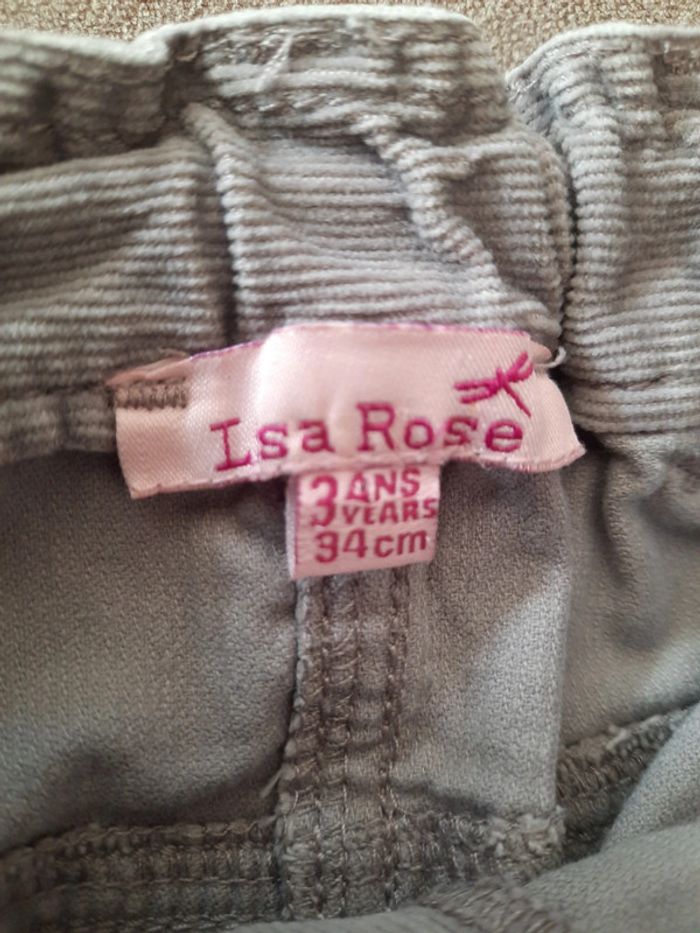 Lsa Rose
3 ANS
YEARS
94cm